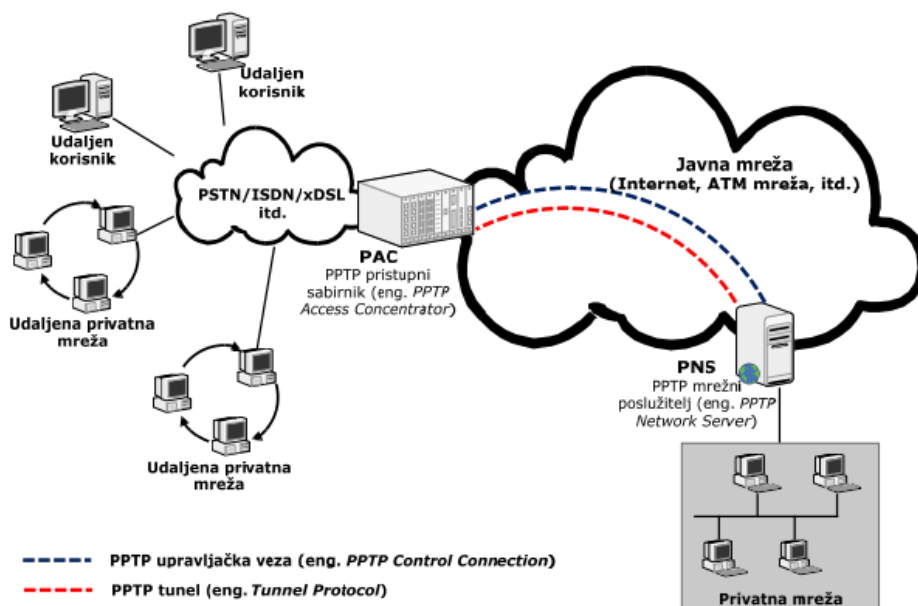 Udaljen
korisnik
Udaljen
korisnik
PSTN/ISDN/xDSL
itd.
Javna mreža
(Internet, ATM mreža, itd.)
PAC
PPTP pristupni
sabirnik (eng. PPTP
Access Concentrator)
Udaljena privatna
mreža
PNS
PPTP mrežni
poslužitelj (eng. PPTP
Network Server)
Udaljena privatna
mreža
PPTP upravljačka veza (eng. PPTP Control Connection)
PPTP tunel (eng. Tunnel Protocol)
Privatna mreža